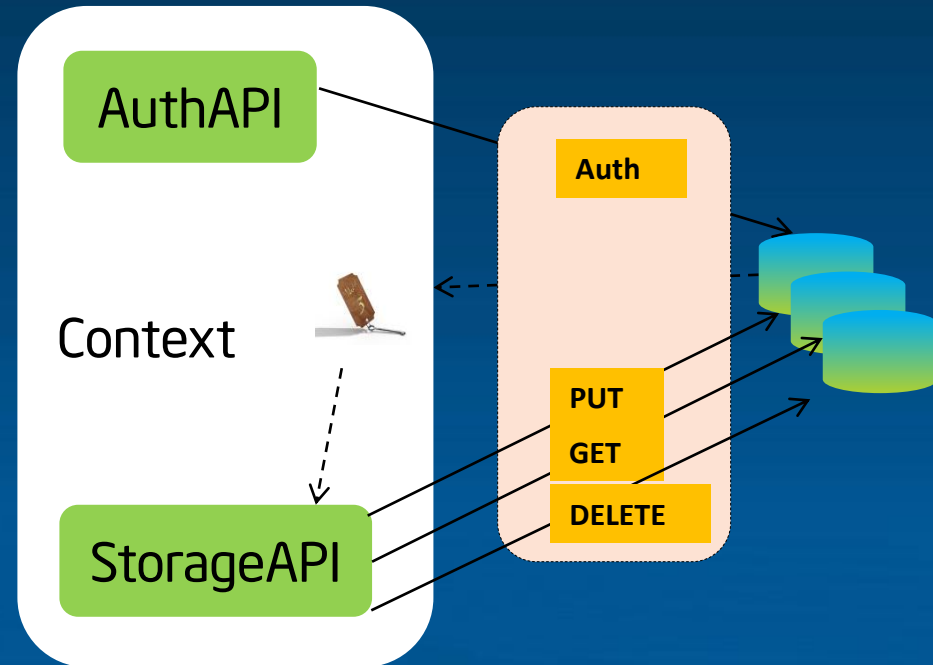 AuthAPI
Auth
Context
PUT
GET
DELETE
StorageAPI